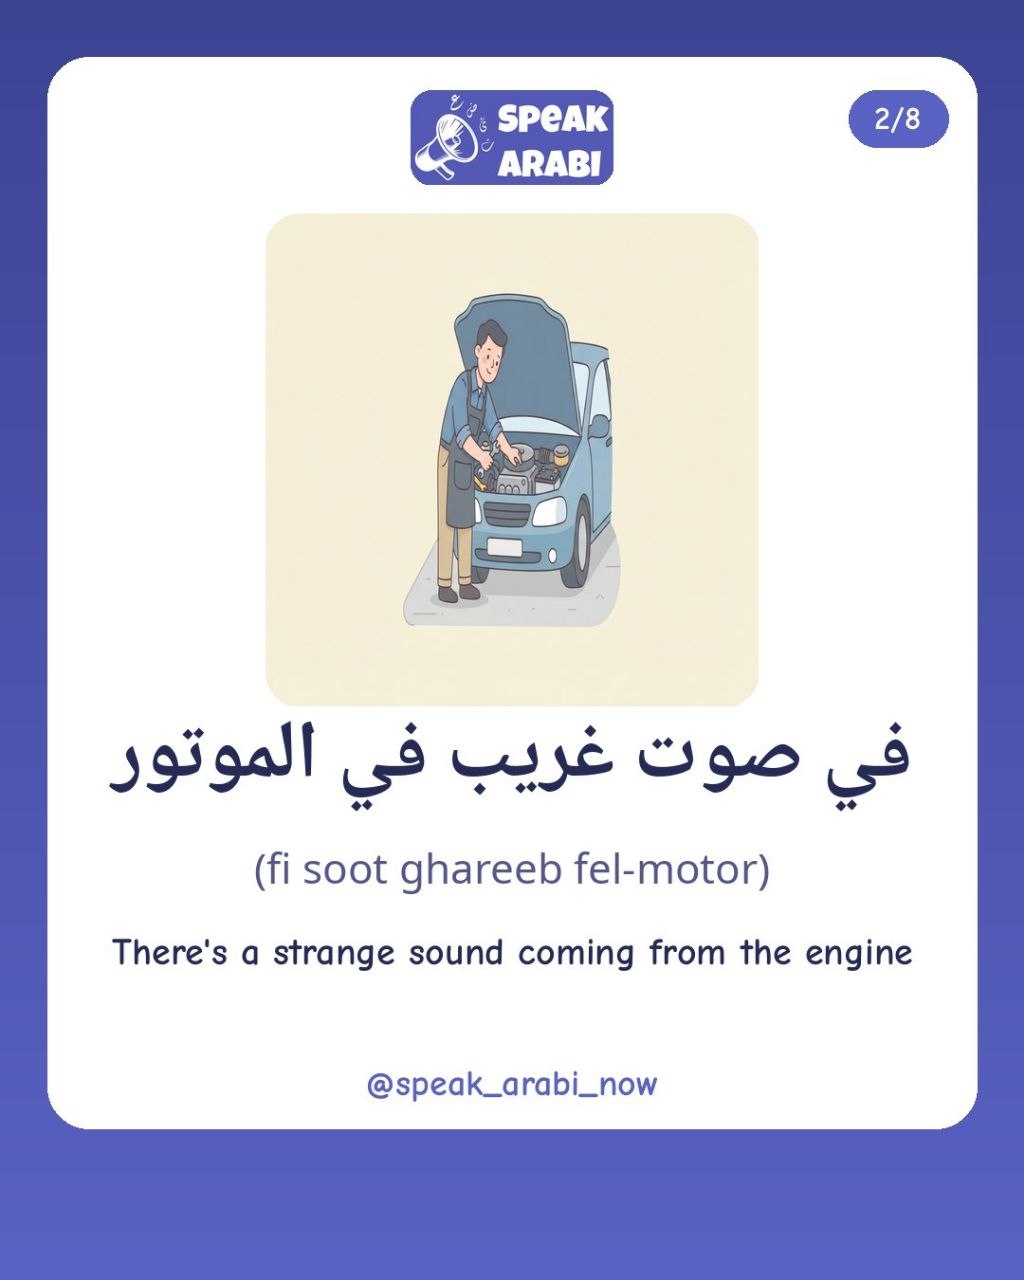 SPEAK
ARABI
2/8
في صوت غريب في الموتور
(fi soot ghareeb fel-motor)
There's a strange sound coming from the engine
@speak_arabi_now